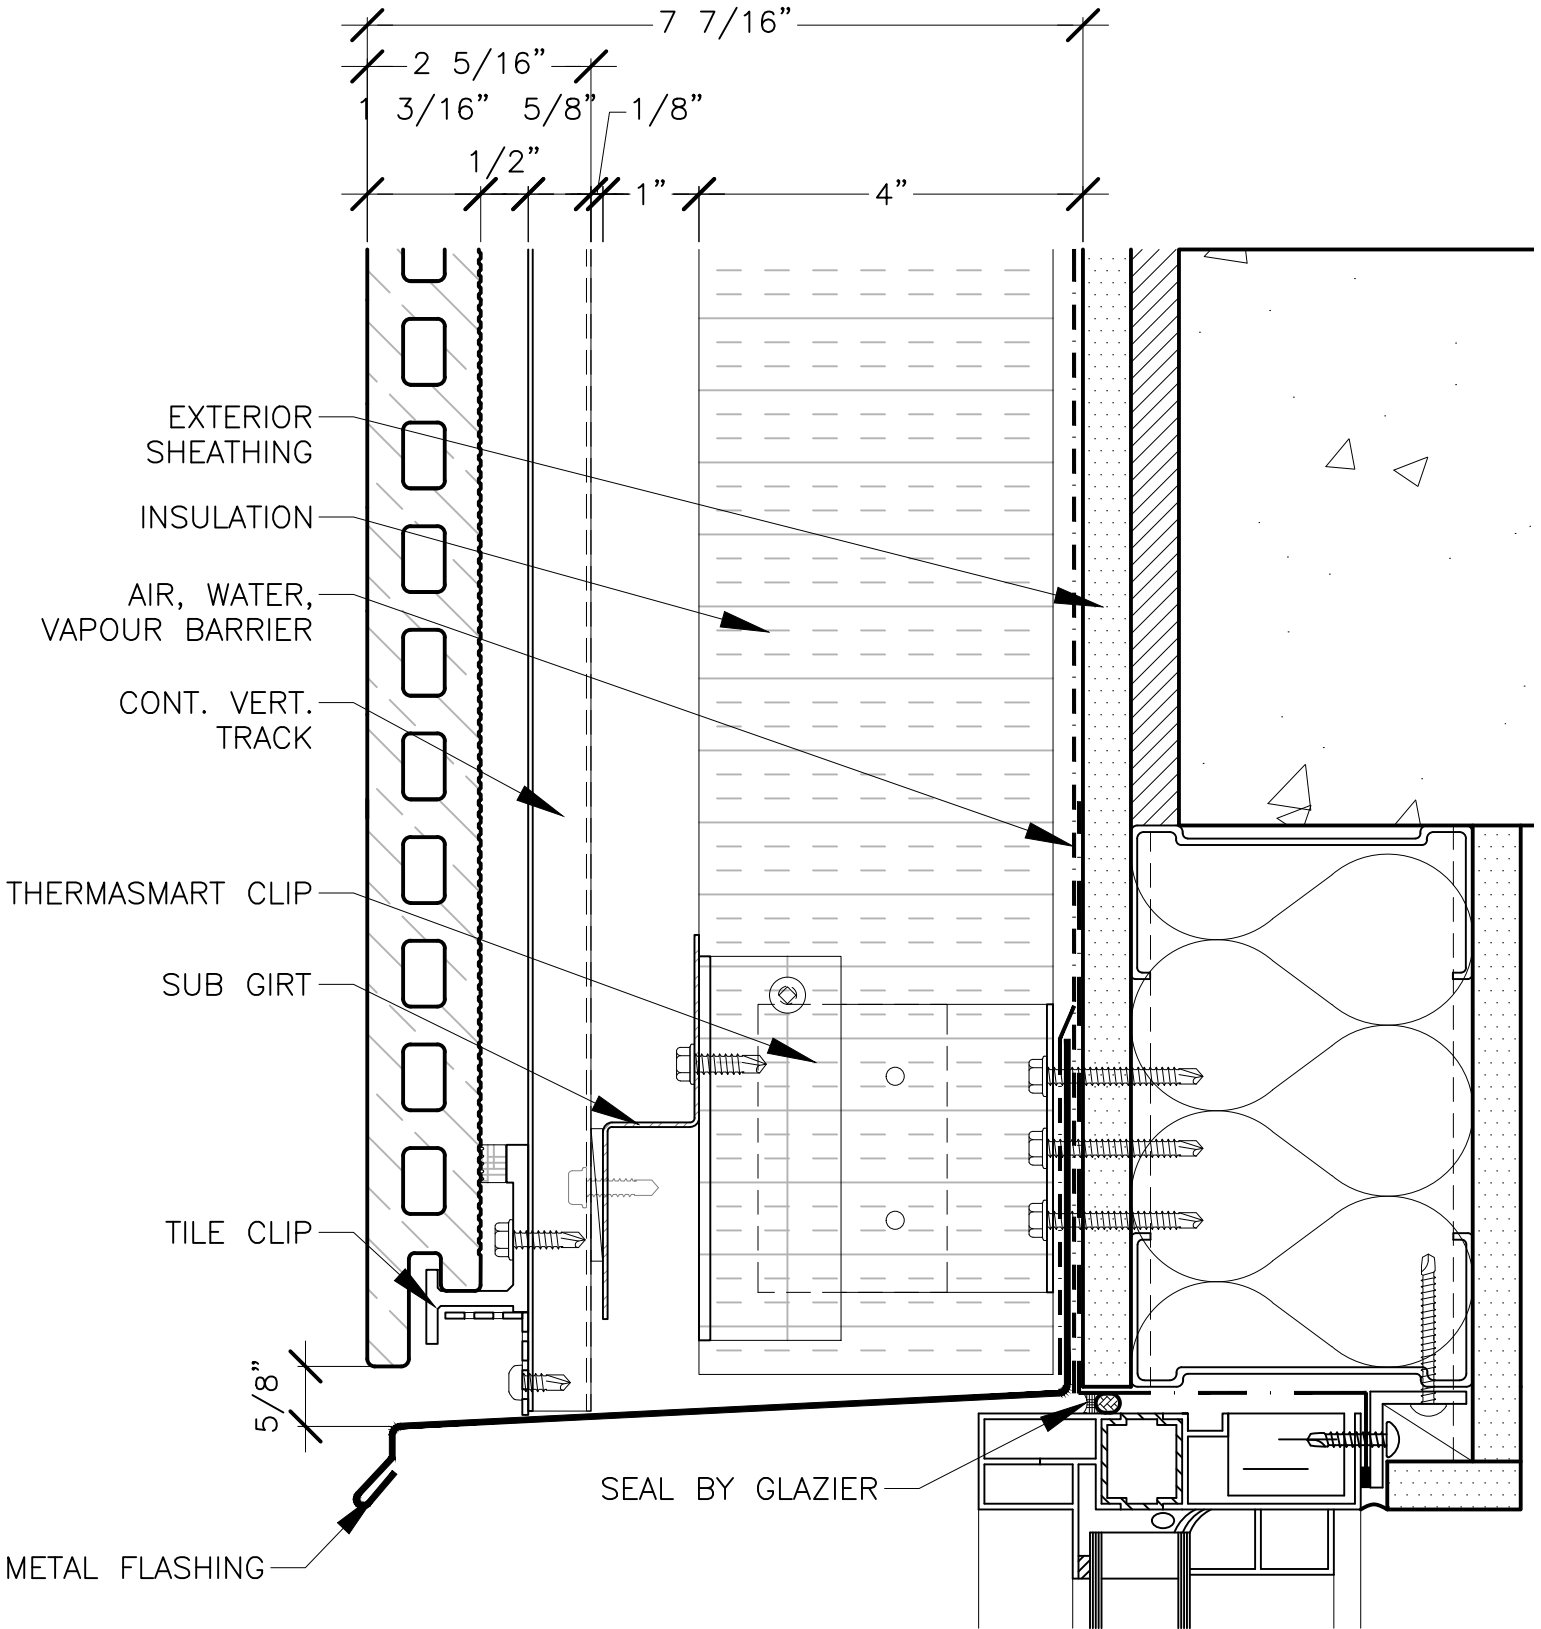 7 7/16”
2 5/16”
1 3/16” 5/8” 1/8”
1/2”
1” 4”
EXTERIOR
SHEATHING
INSULATION
AIR, WATER,
VAPOUR BARRIER
CONT. VERT.
TRACK
THERMASMART CLIP
SUB GIRT
TILE CLIP
5/8”
SEAL BY GLAZIER
METAL FLASHING